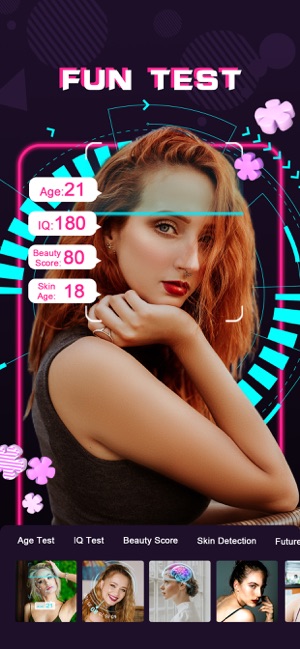 FUN TEST
Age:21
IQ:180
Beauty
Score: 80
Skin
Age: 18
Age Test IQ Test Beauty Score Skin Detection Future